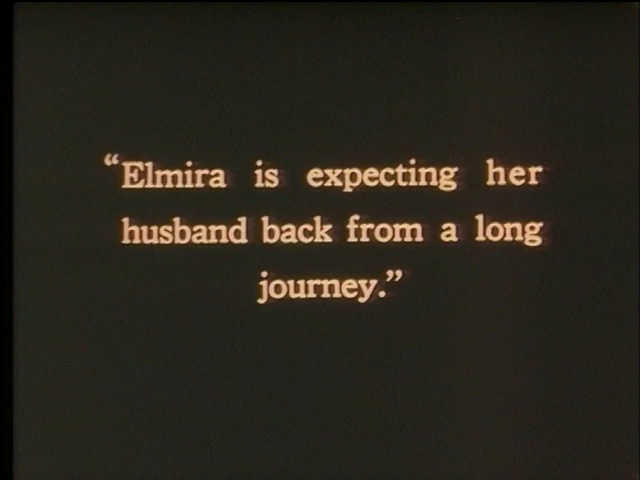 “Elmira is expecting her
husband back from a long
journey.”